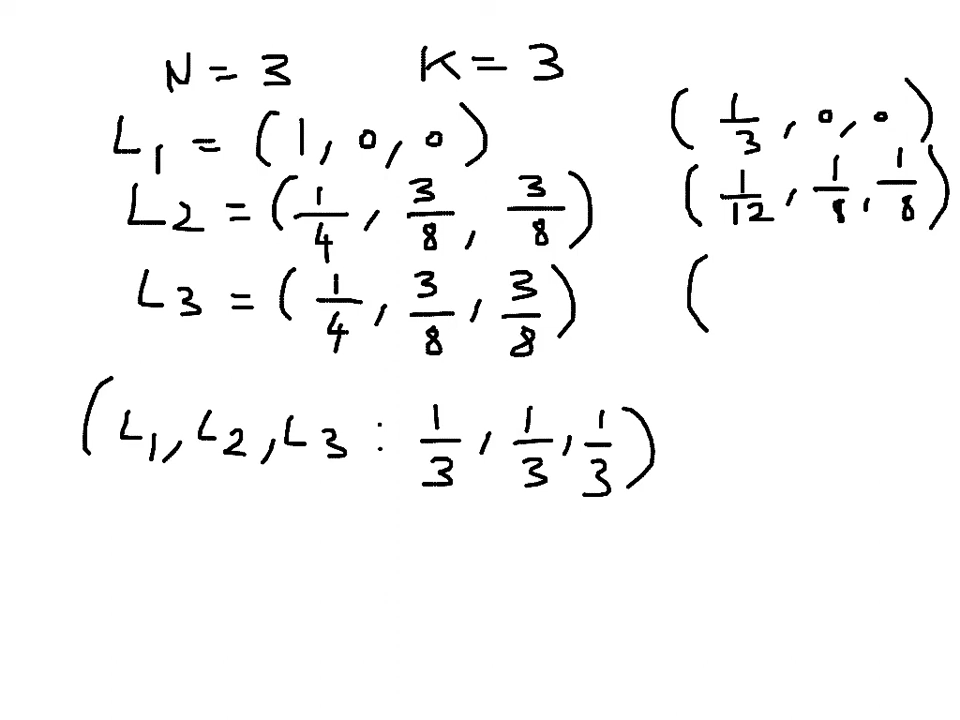 N = 3 K = 3
L1 = (1, 0, 0) (1/3, 0, 0)
L2 = (1/4, 3/8, 3/8) (1/12, 1/8, 1/8)
L3 = (1/4, 3/8, 3/8) (
(L1, L2, L3 : 1/3, 1/3, 1/3)